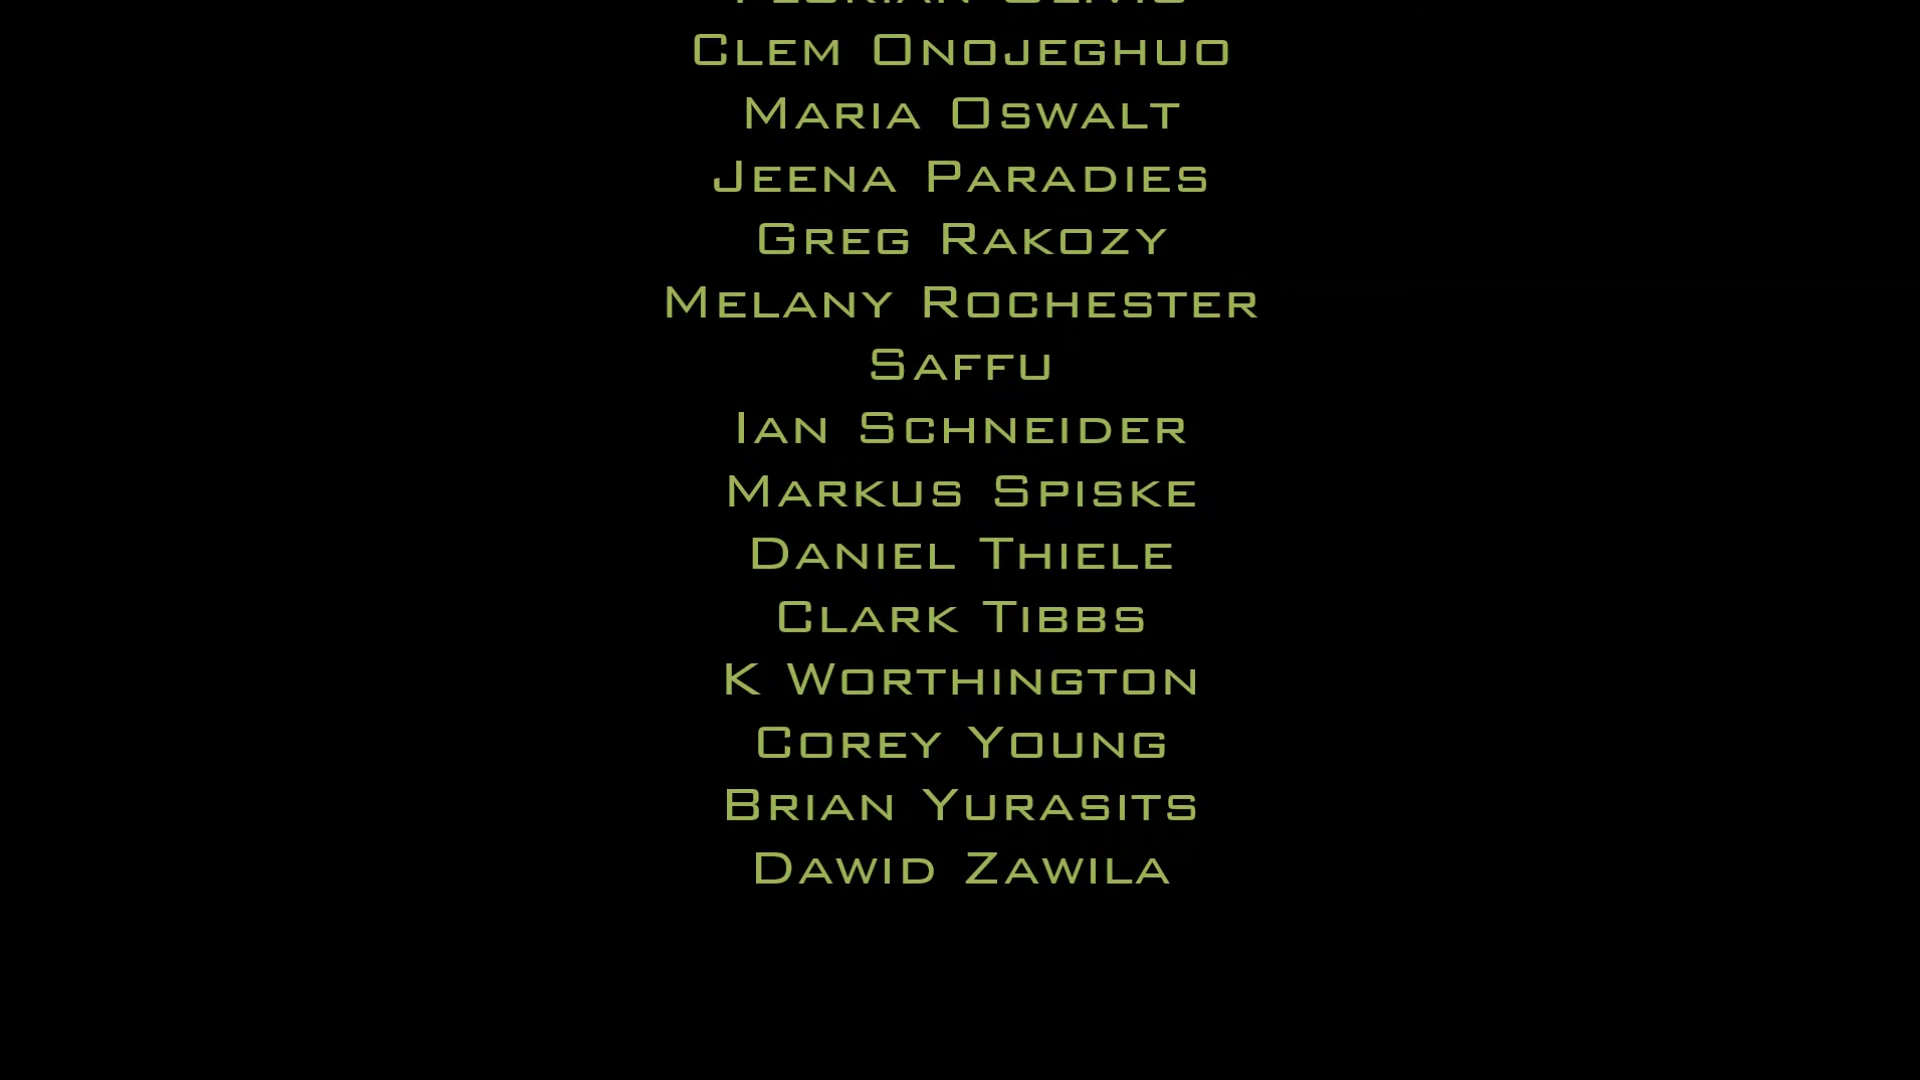 Clem Onojeghuo
Maria Oswalt
Jeena Paradies
Greg Rakozy
Melany Rochester
Saffu
Ian Schneider
Markus Spiske
Daniel Thiele
Clark Tibbs
K Worthington
Corey Young
Brian Yurasits
Dawid Zawila